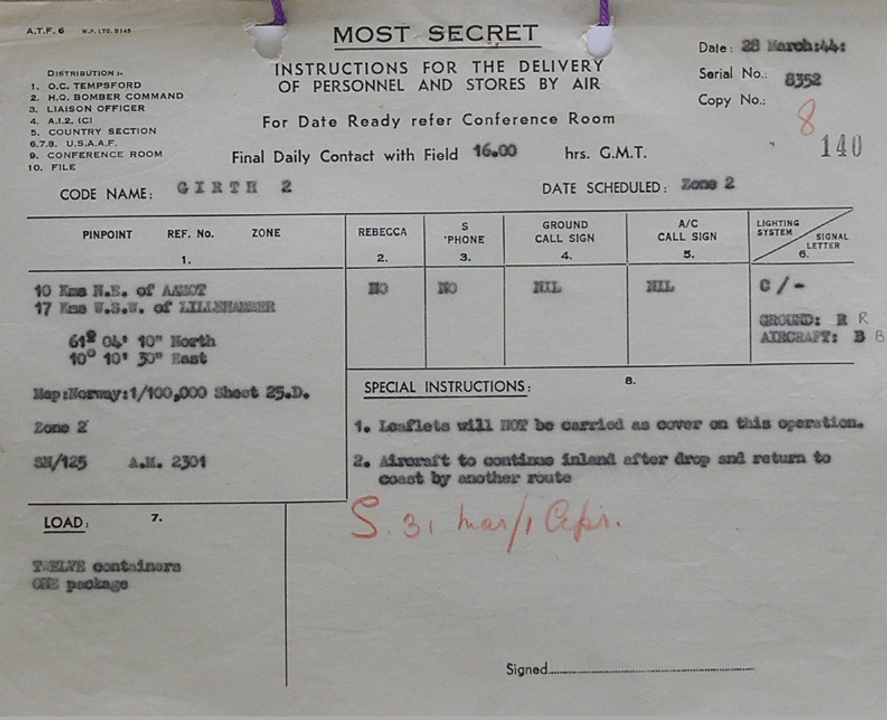 A.T.F. 6 W.P. LTD. 8145
MOST SECRET
Date: 28 March:44:
INSTRUCTIONS FOR THE DELIVERY
OF PERSONNEL AND STORES BY AIR
Serial No.: 8352
Copy No.: 8
140
DISTRIBUTION :-
1. O.C. TEMPSFORD
2. H.Q. BOMBER COMMAND
3. LIAISON OFFICER
4. A.I.2. (C)
5. COUNTRY SECTION
6.7.8. U.S.A.A.F.
9. CONFERENCE ROOM
10. FILE
For Date Ready refer Conference Room
Final Daily Contact with Field 16.00 hrs. G.M.T.
CODE NAME: GIRTH 2
DATE SCHEDULED: Zone 2
PINPOINT REF. No. ZONE
1.
REBECCA
2.
S
'PHONE
3.
GROUND
CALL SIGN
4.
A/C
CALL SIGN
5.
LIGHTING
SYSTEM
SIGNAL
LETTER
6.
10 Kms N.E. of AAMOT
17 Kms W.S.W. of LILLEHAMMER
61º 04' 10" North
10º 10' 30" East
Map:Norway:1/100,000 Sheet 25.D.
Zone 2
SN/125 A.M. 2301
NO
NO
NIL
NIL
C / -
GROUND: R R
AIRCRAFT: B B
SPECIAL INSTRUCTIONS: 8.
1. Leaflets will NOT be carried as cover on this operation.
2. Aircraft to continue inland after drop and return to
coast by another route
S. 31 Mar/1 Apr.
LOAD: 7.
TWELVE containers
ONE package
Signed